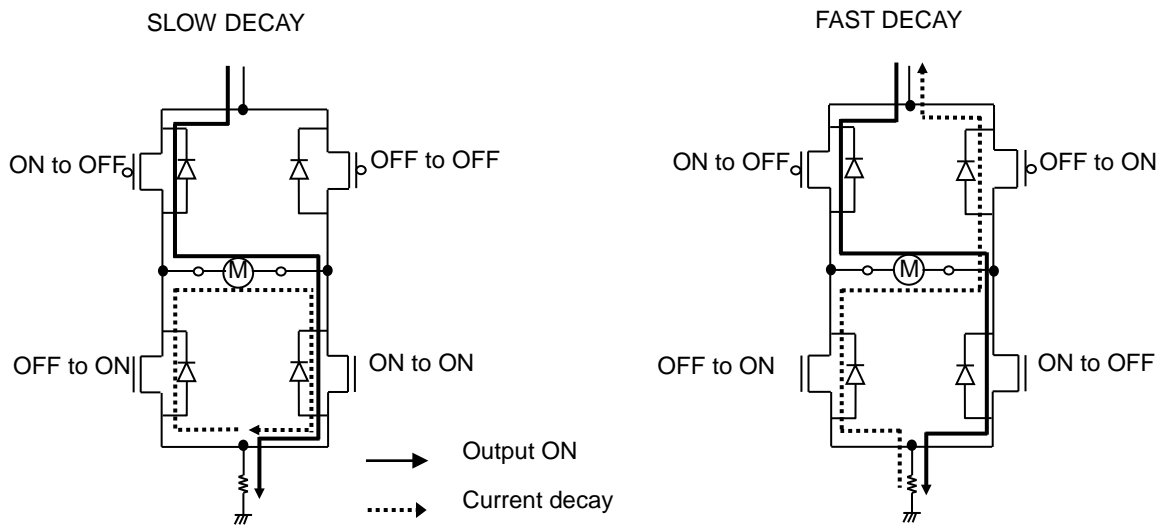 SLOW DECAY
FAST DECAY
ON to OFF
OFF to OFF
ON to OFF
OFF to ON
M
M
OFF to ON
ON to ON
OFF to ON
ON to OFF
Output ON
Current decay